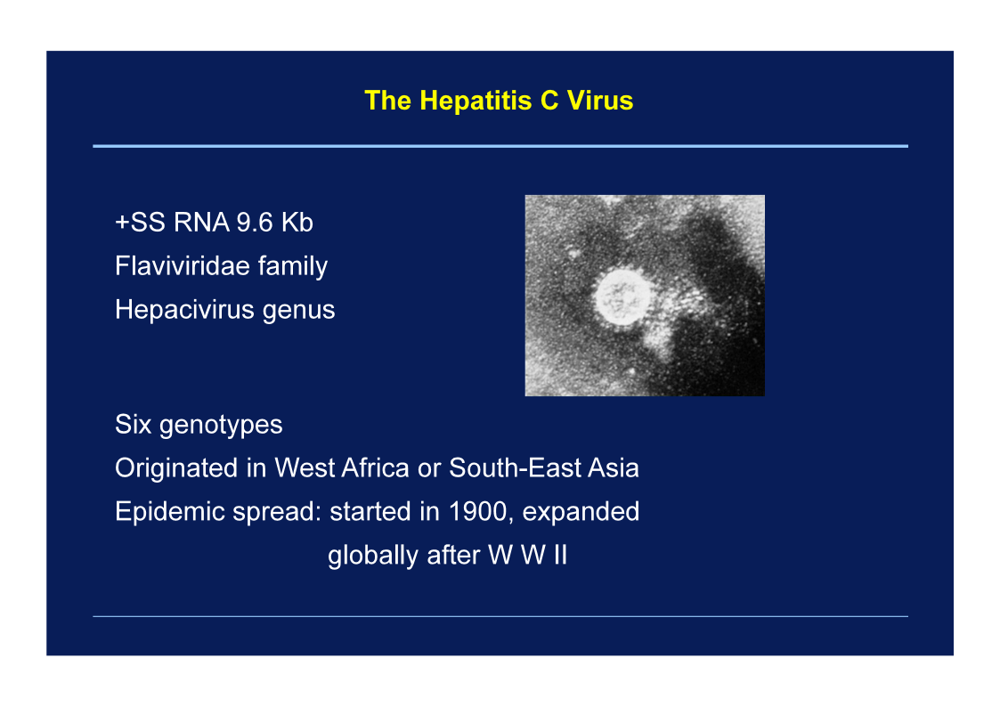 The Hepatitis C Virus
+SS RNA 9.6 Kb
Flaviviridae family
Hepacivirus genus
Six genotypes
Originated in West Africa or South-East Asia
Epidemic spread: started in 1900, expanded
globally after W W II